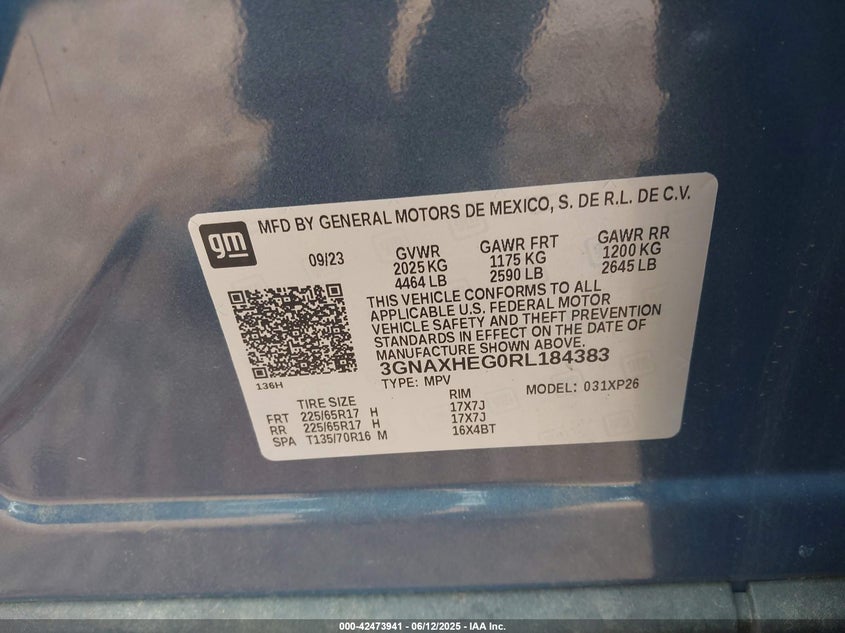 gm
MFD BY GENERAL MOTORS DE MEXICO, S. DE R.L. DE C.V.
09/23
GVWR
2025 KG
4464 LB
GAWR FRT
1175 KG
2590 LB
GAWR RR
1200 KG
2645 LB
THIS VEHICLE CONFORMS TO ALL
APPLICABLE U.S. FEDERAL MOTOR
VEHICLE SAFETY AND THEFT PREVENTION
STANDARDS IN EFFECT ON THE DATE OF
MANUFACTURE SHOWN ABOVE.
3GNAXHEG0RL184383
136H
TYPE: MPV
MODEL: 031XP26
TIRE SIZE RIM
FRT 225/65R17 H 17X7J
RR 225/65R17 H 17X7J
SPA T135/70R16 M 16X4BT
000-42473941 - 06/12/2025 - IAA Inc.